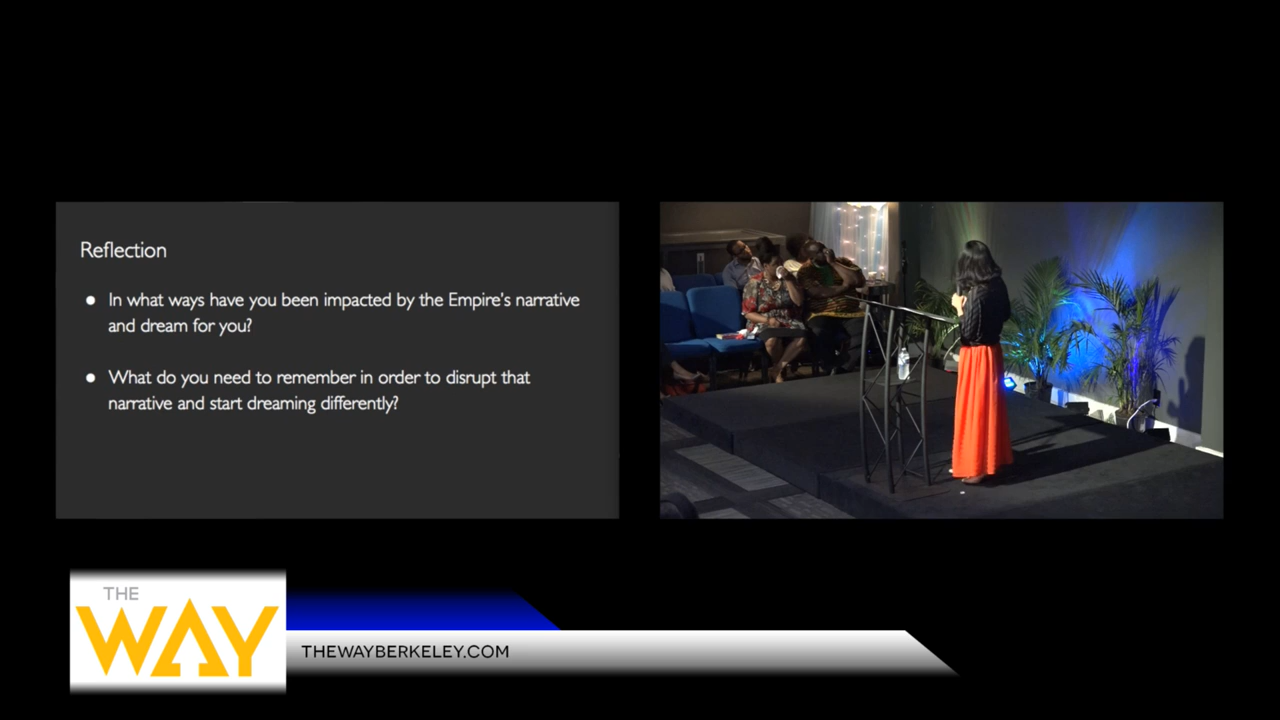 Reflection
● In what ways have you been impacted by the Empire's narrative
and dream for you?
● What do you need to remember in order to disrupt that
narrative and start dreaming differently?
THE
WAY
THEWAYBERKELEY.COM